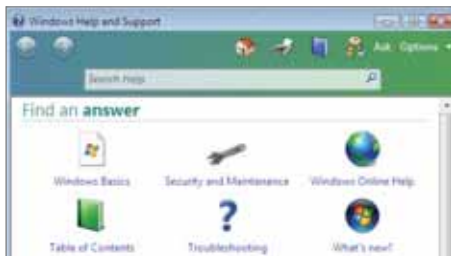 Windows Help and Support
Ask Options
Search Help
Find an answer
Windows Basics Security and Maintenance Windows Online Help
Table of Contents Troubleshooting What's new?